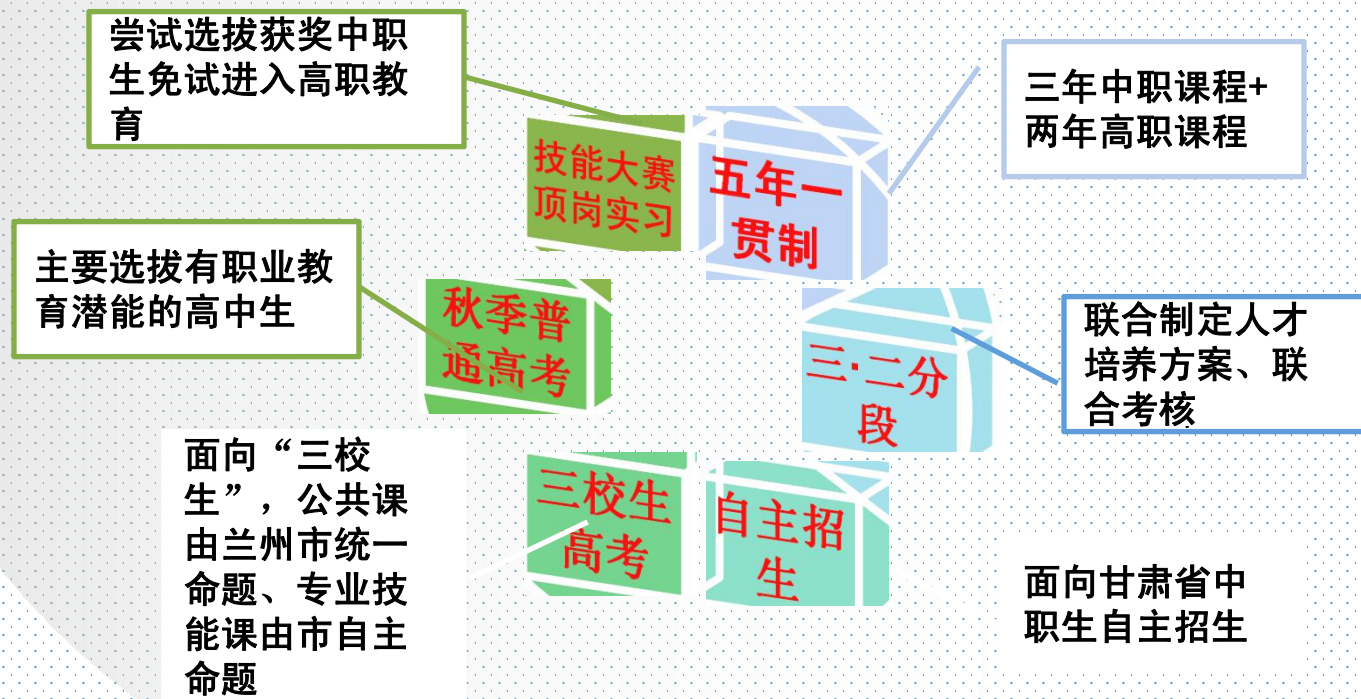 尝试选拔获奖中职
生免试进入高职教
育
三年中职课程+
两年高职课程
技能大赛
顶岗实习
五年一
贯制
主要选拔有职业教
育潜能的高中生
秋季普
通高考
三·二分
段
联合制定人才
培养方案、联
合考核
面向“三校
生”，公共课
由兰州市统一
命题、专业技
能课由市自主
命题
三校生
高考
自主招
生
面向甘肃省中
职生自主招生